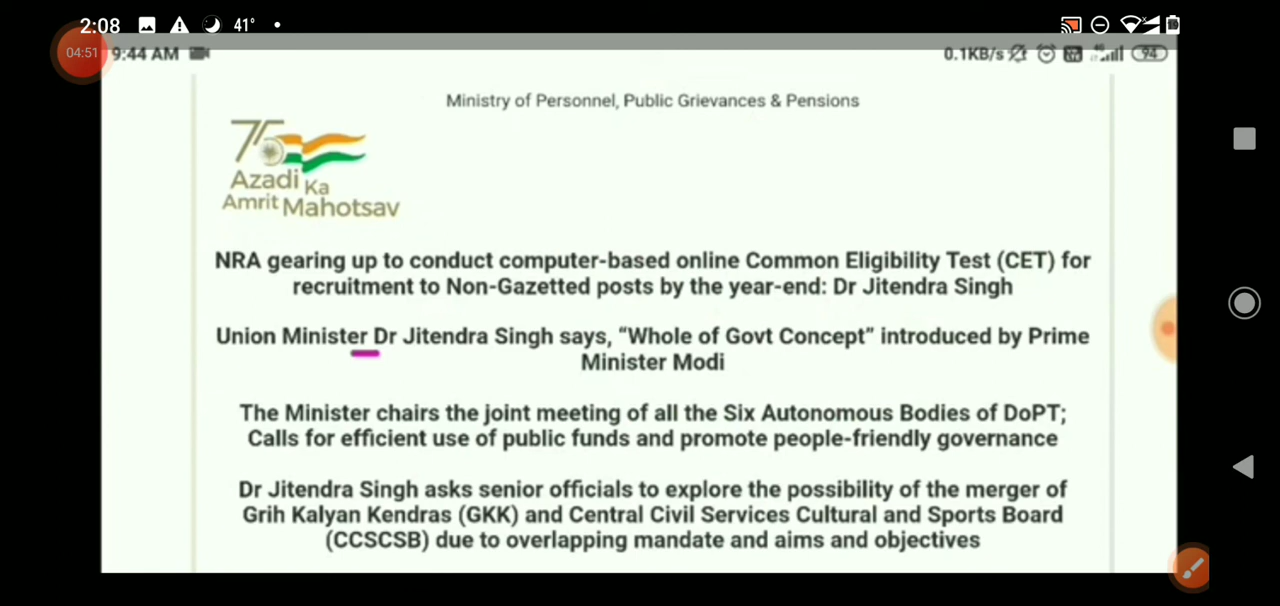 2:08 41°
04:51 9:44 AM 0.1KB/s 4G 94
Ministry of Personnel, Public Grievances & Pensions
75
Azadi Ka
Amrit Mahotsav
NRA gearing up to conduct computer-based online Common Eligibility Test (CET) for
recruitment to Non-Gazetted posts by the year-end: Dr Jitendra Singh
Union Minister Dr Jitendra Singh says, “Whole of Govt Concept” introduced by Prime
Minister Modi
The Minister chairs the joint meeting of all the Six Autonomous Bodies of DoPT;
Calls for efficient use of public funds and promote people-friendly governance
Dr Jitendra Singh asks senior officials to explore the possibility of the merger of
Grih Kalyan Kendras (GKK) and Central Civil Services Cultural and Sports Board
(CCSCSB) due to overlapping mandate and aims and objectives